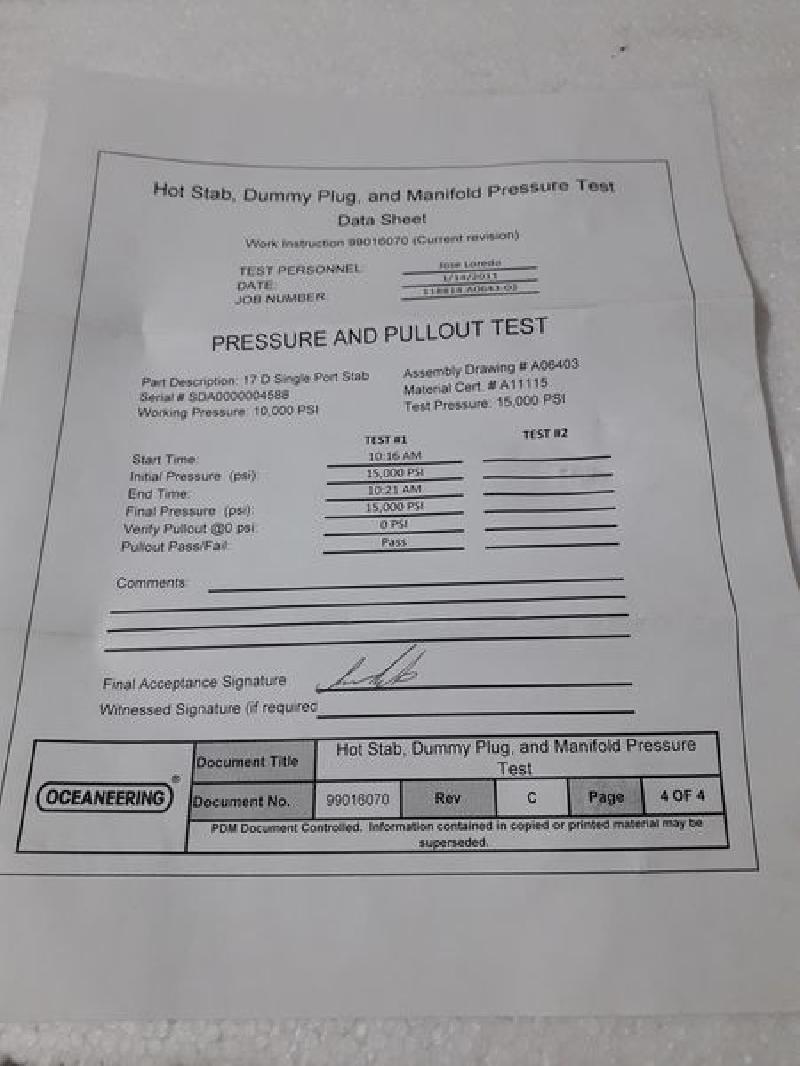 Hot Stab, Dummy Plug, and Manifold Pressure Test
Data Sheet
Work Instruction 99016070 (Current revision)
TEST PERSONNEL: Jose Loredo
DATE: 1/14/2011
JOB NUMBER:
PRESSURE AND PULLOUT TEST
Part Description: 17 D Single Port Stab Assembly Drawing # A06403
Serial # SDA0000004588 Material Cert. # A11115
Working Pressure: 10,000 PSI Test Pressure: 15,000 PSI
TEST #1 TEST #2
Start Time: 10:16 AM
Initial Pressure (psi): 15,000 PSI
End Time: 10:21 AM
Final Pressure (psi): 15,000 PSI
Verify Pullout @0 psi: 0 PSI
Pullout Pass/Fail: Pass
Comments:
Final Acceptance Signature
Witnessed Signature (if required
OCEANEERING®
Document Title Hot Stab, Dummy Plug, and Manifold Pressure Test
Document No. 99016070 Rev C Page 4 OF 4
PDM Document Controlled. Information contained in copied or printed material may be
superseded.